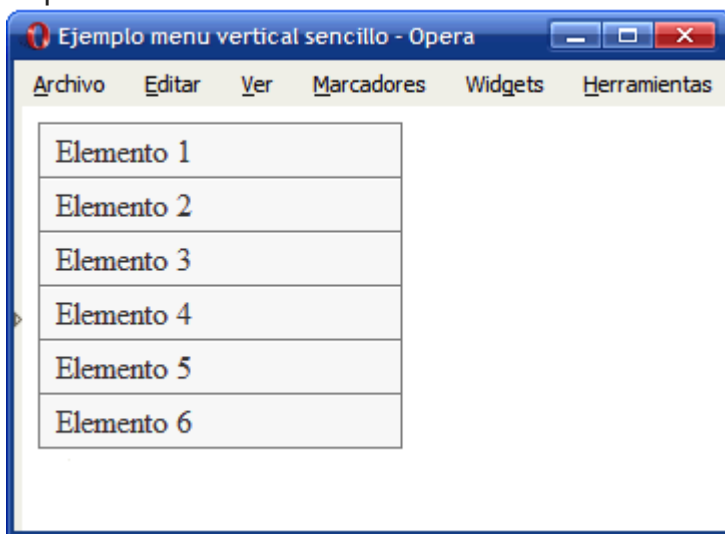 Ejemplo menu vertical sencillo - Opera
Archivo Editar Ver Marcadores Widgets Herramientas
Elemento 1
Elemento 2
Elemento 3
Elemento 4
Elemento 5
Elemento 6